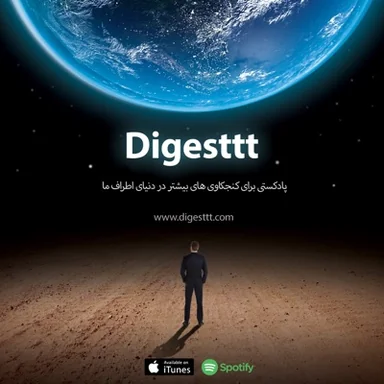 Digesttt
پادکستی برای کنجکاوی های بیشتر در دنیای اطراف ما
www.digesttt.com
Available on
iTunes
Spotify